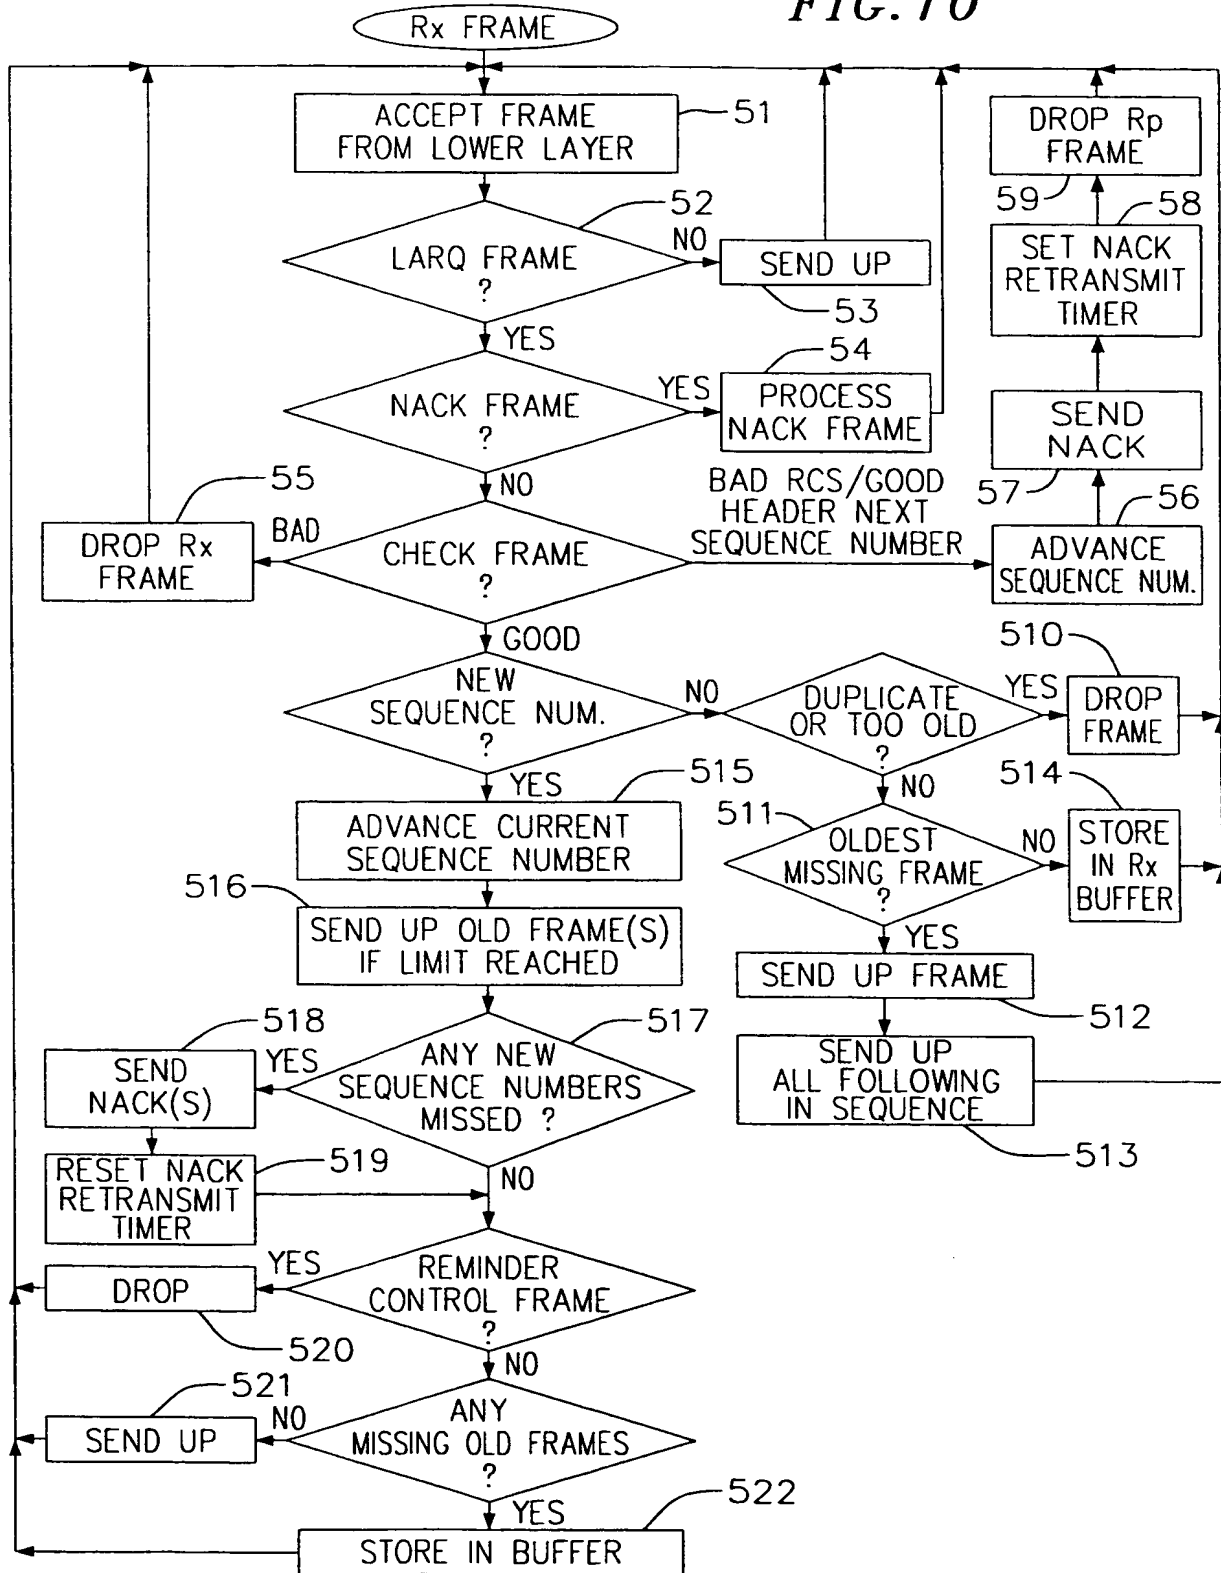 FIG. 70
Rx FRAME
ACCEPT FRAME
FROM LOWER LAYER
51
DROP Rp
FRAME
59
52
LARQ FRAME
?
NO
SEND UP
53
58
SET NACK
RETRANSMIT
TIMER
YES
54
NACK FRAME
?
YES
PROCESS
NACK FRAME
SEND
NACK
57
NO
55
DROP Rx
FRAME
BAD
CHECK FRAME
?
BAD RCS/GOOD
HEADER NEXT
SEQUENCE NUMBER
56
ADVANCE
SEQUENCE NUM.
GOOD
NEW
SEQUENCE NUM.
?
NO
DUPLICATE
OR TOO OLD
?
YES
510
DROP
FRAME
YES
515
NO
ADVANCE CURRENT
SEQUENCE NUMBER
511
OLDEST
MISSING FRAME
?
NO
514
STORE
IN Rx
BUFFER
516
SEND UP OLD FRAME(S)
IF LIMIT REACHED
YES
SEND UP FRAME
512
518
SEND
NACK(S)
YES
ANY NEW
SEQUENCE NUMBERS
MISSED ?
517
SEND UP
ALL FOLLOWING
IN SEQUENCE
513
RESET NACK
RETRANSMIT
TIMER
519
NO
YES
DROP
520
REMINDER
CONTROL FRAME
?
NO
521
SEND UP
NO
ANY
MISSING OLD FRAMES
?
YES
522
STORE IN BUFFER